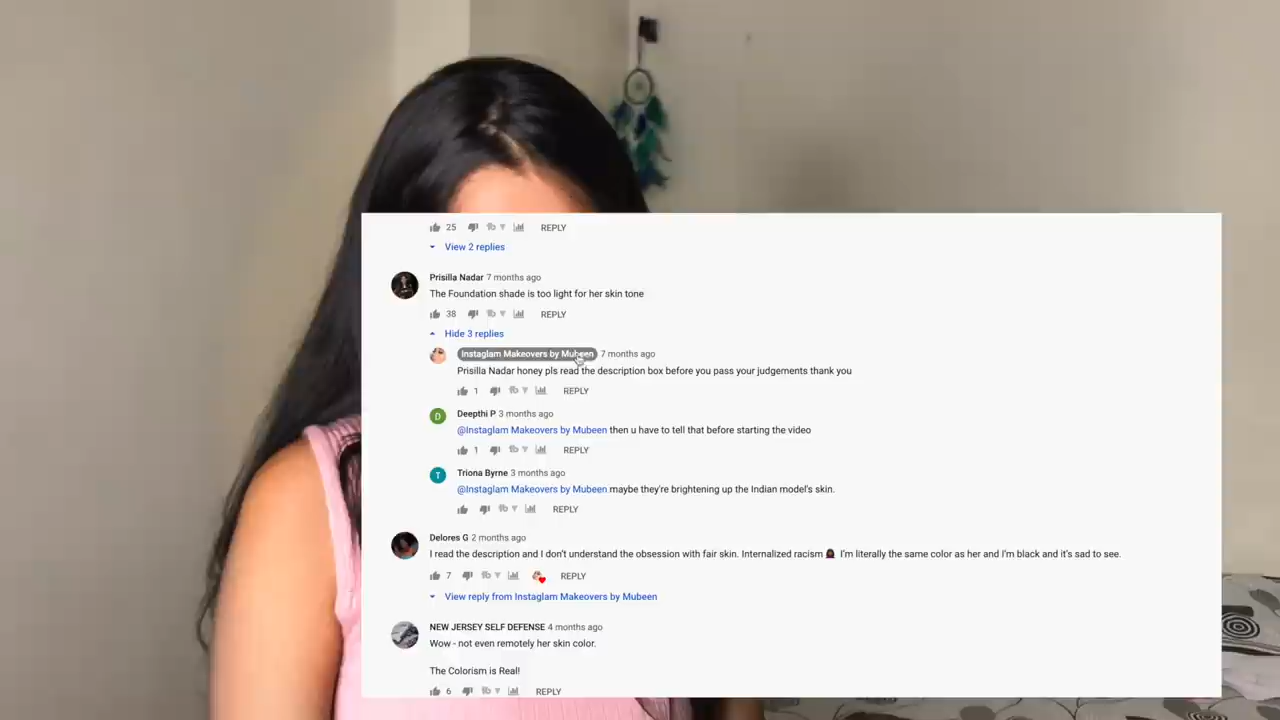 25 REPLY
View 2 replies
Prisilla Nadar 7 months ago
The Foundation shade is too light for her skin tone
38 REPLY
Hide 3 replies
Instaglam Makeovers by Mubeen 7 months ago
Prisilla Nadar honey pls read the description box before you pass your judgements thank you
1 REPLY
D
Deepthi P 3 months ago
@Instaglam Makeovers by Mubeen then u have to tell that before starting the video
1 REPLY
T
Triona Byrne 3 months ago
@Instaglam Makeovers by Mubeen maybe they're brightening up the Indian model's skin.
REPLY
Delores G 2 months ago
I read the description and I don't understand the obsession with fair skin. Internalized racism 🤦🏿‍♀️ I'm literally the same color as her and I'm black and it's sad to see.
7 REPLY
View reply from Instaglam Makeovers by Mubeen
NEW JERSEY SELF DEFENSE 4 months ago
Wow - not even remotely her skin color.
The Colorism is Real!
6 REPLY